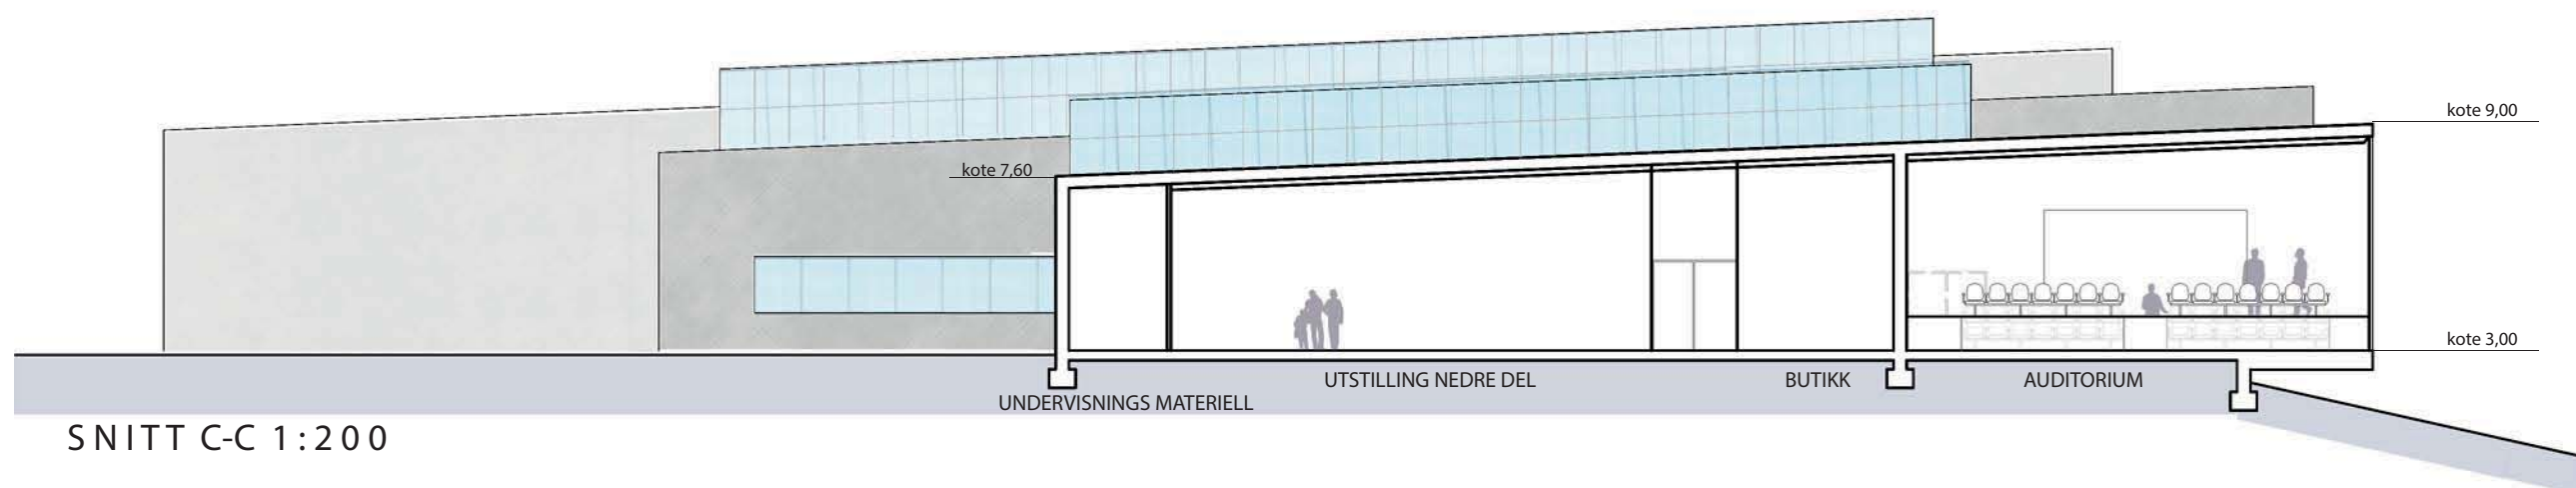 kote 9,00
kote 7,60
kote 3,00
UTSTILLING NEDRE DEL
BUTIKK
AUDITORIUM
UNDERVISNINGS MATERIELL
SNITT C-C 1:200